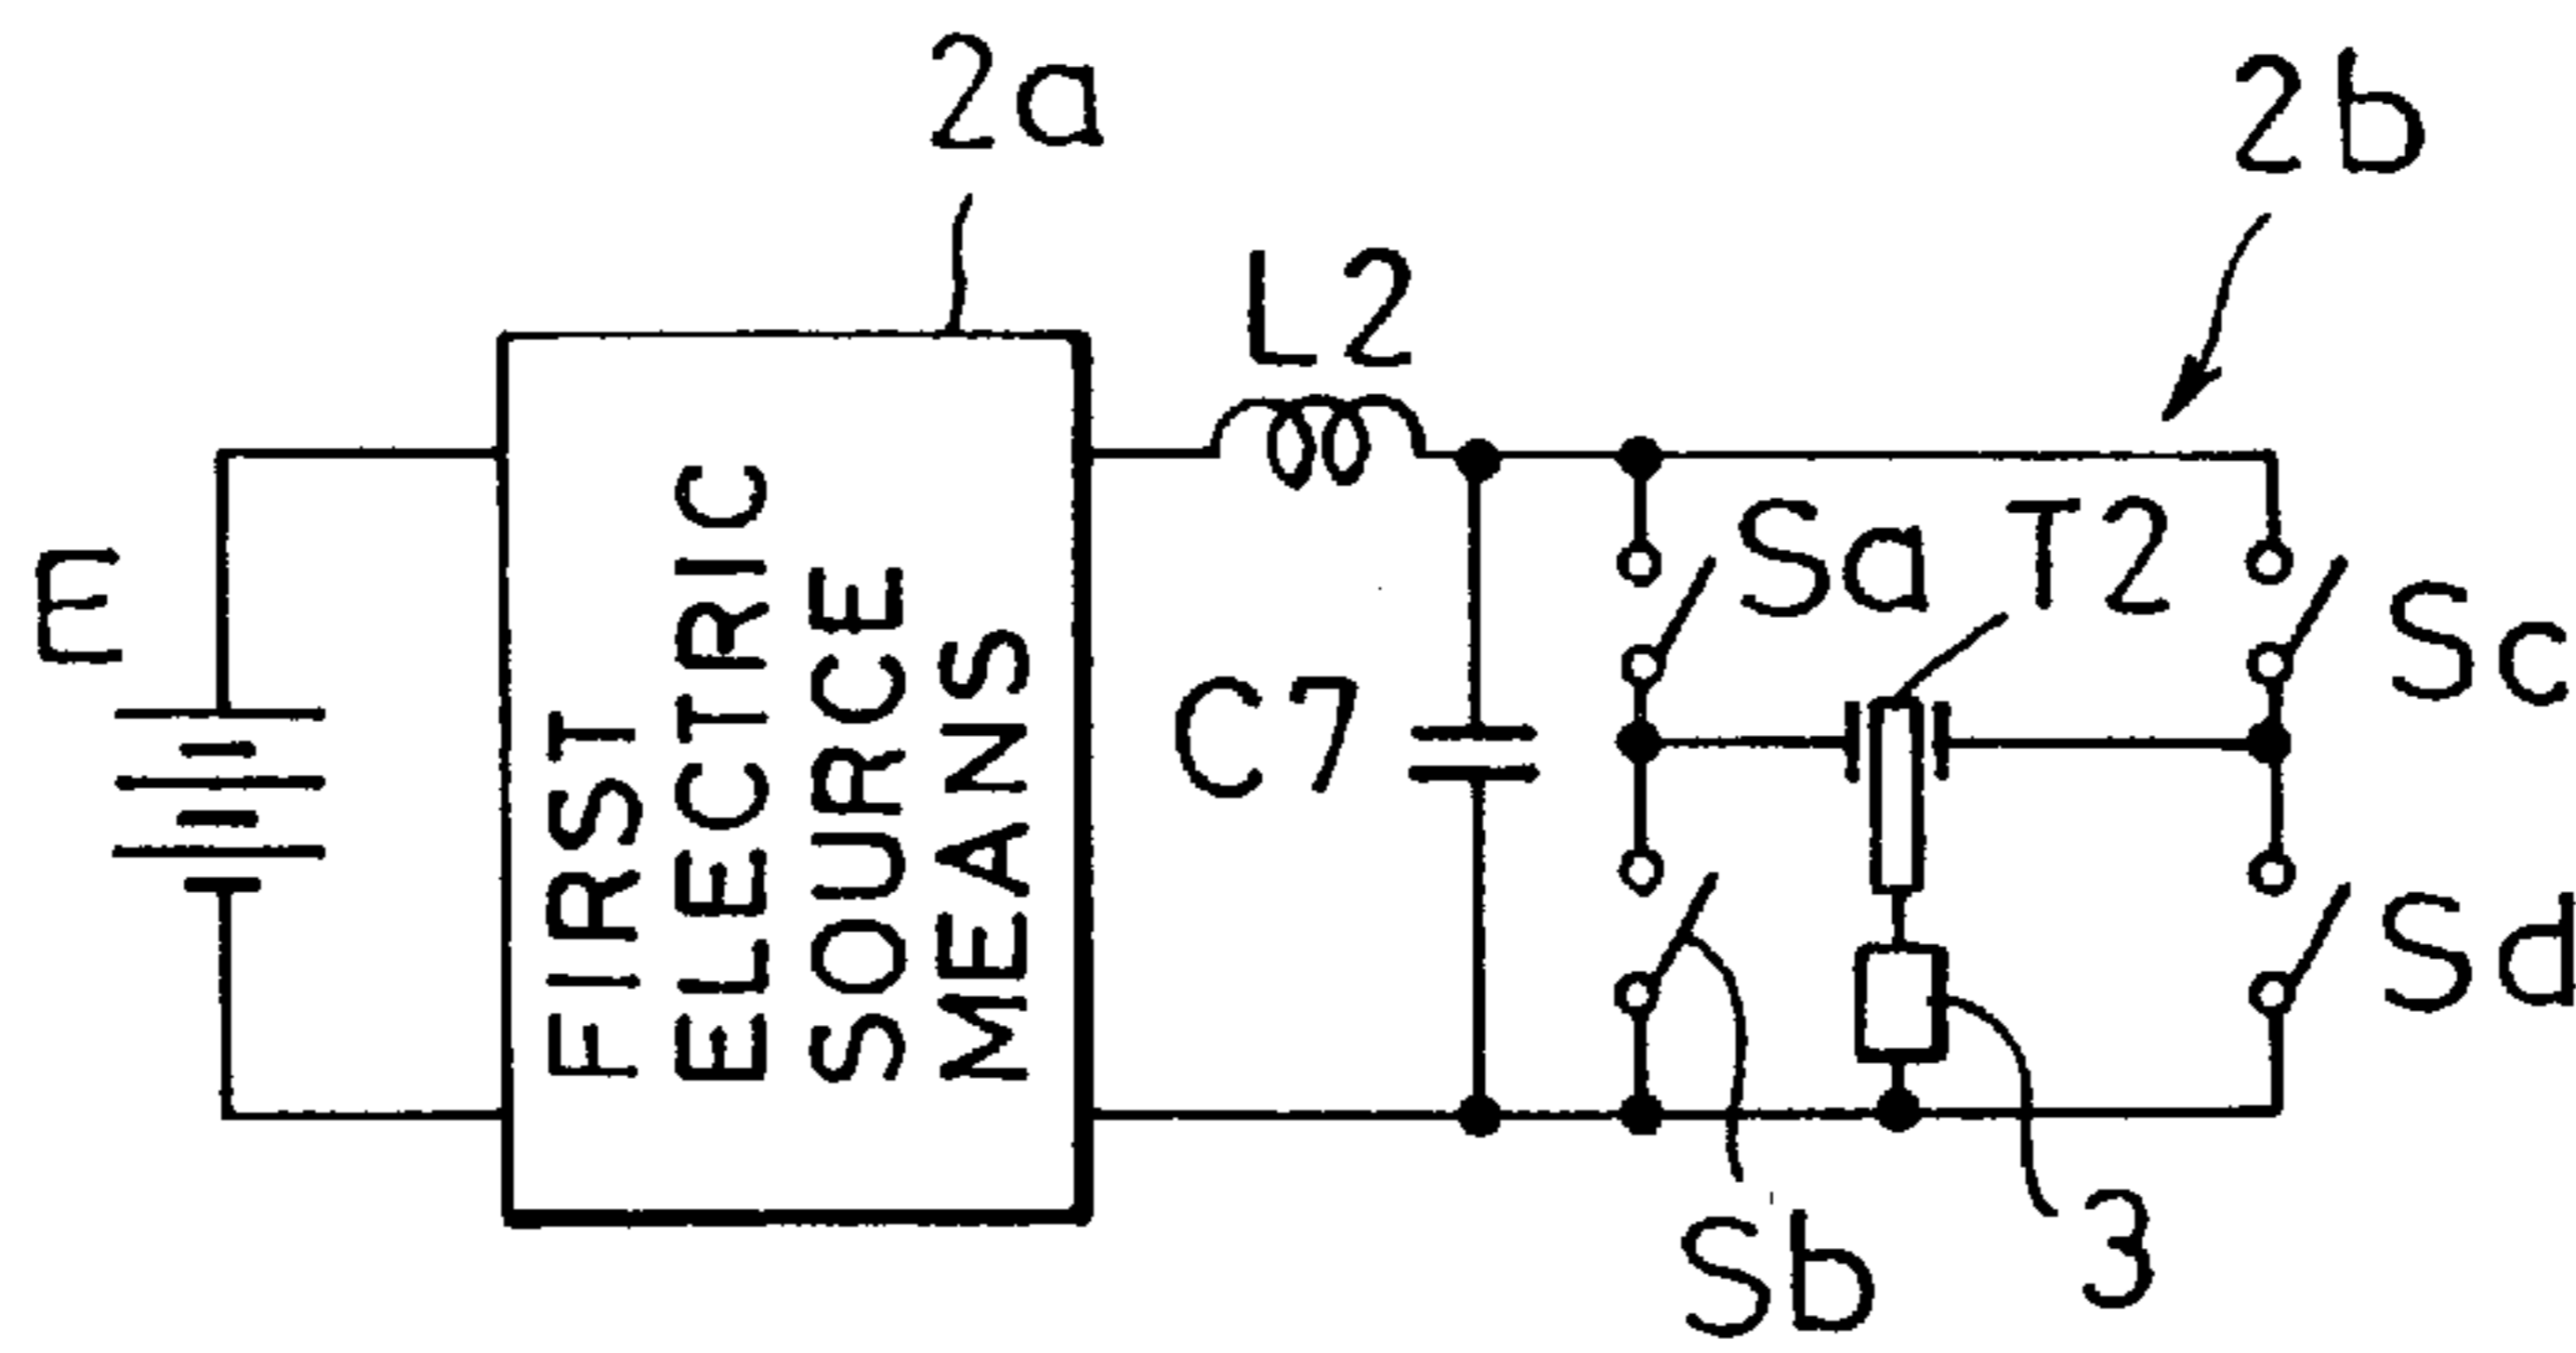 2a
2b
L2
E
FIRST
ELECTRIC
SOURCE
MEANS
Sa
T2
Sc
C7
Sd
Sb
3